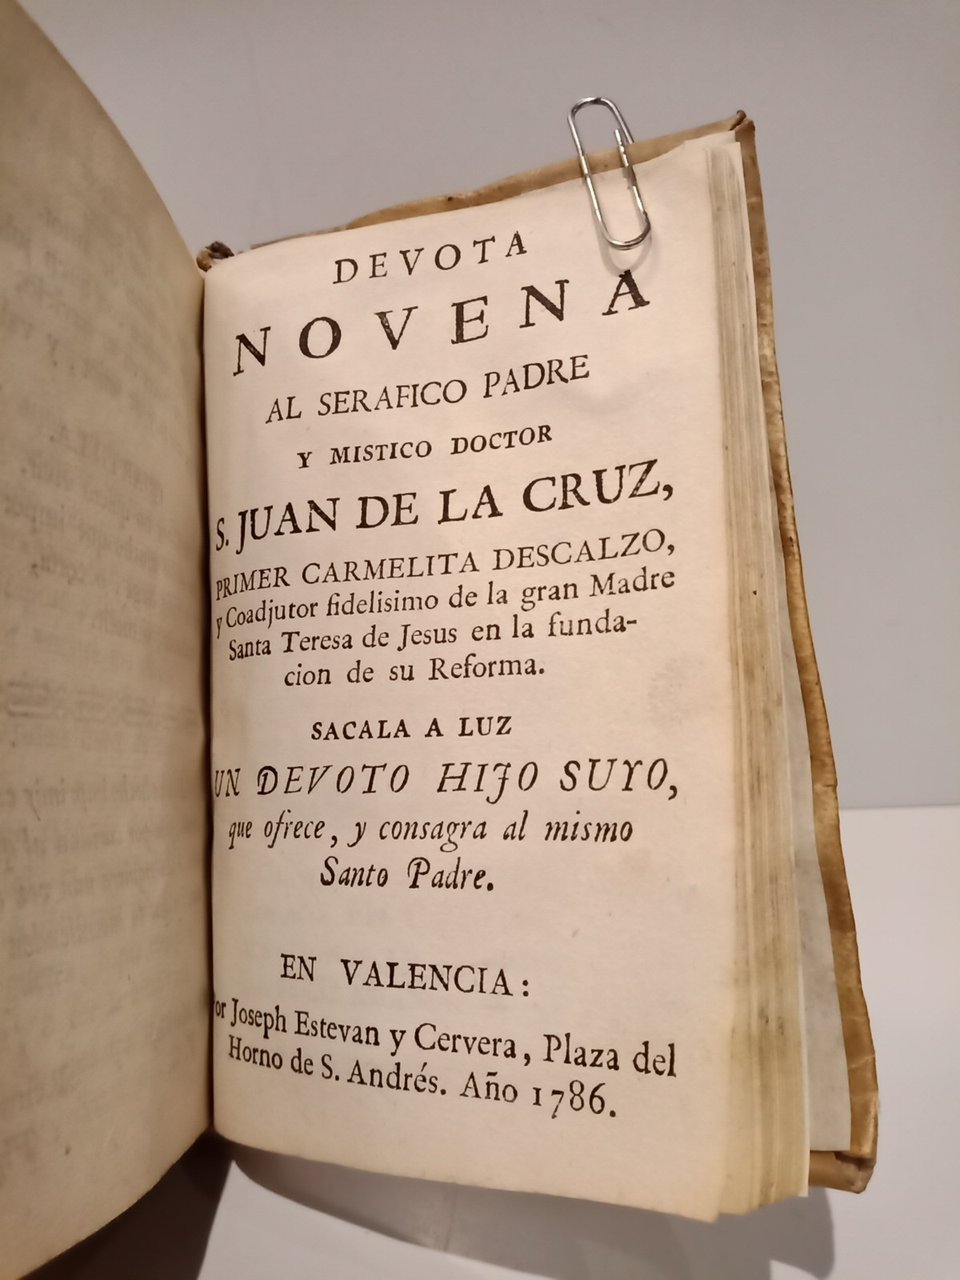 DEVOTA
NOVENA
AL SERAFICO PADRE
Y MISTICO DOCTOR
S. JUAN DE LA CRUZ,
PRIMER CARMELITA DESCALZO,
y Coadjutor fidelisimo de la gran Madre
Santa Teresa de Jesus en la funda-
cion de su Reforma.
SACALA A LUZ
UN DEVOTO HIJO SUYO,
que ofrece, y consagra al mismo
Santo Padre.
EN VALENCIA:
Por Joseph Estevan y Cervera, Plaza del
Horno de S. Andrés. Año 1786.